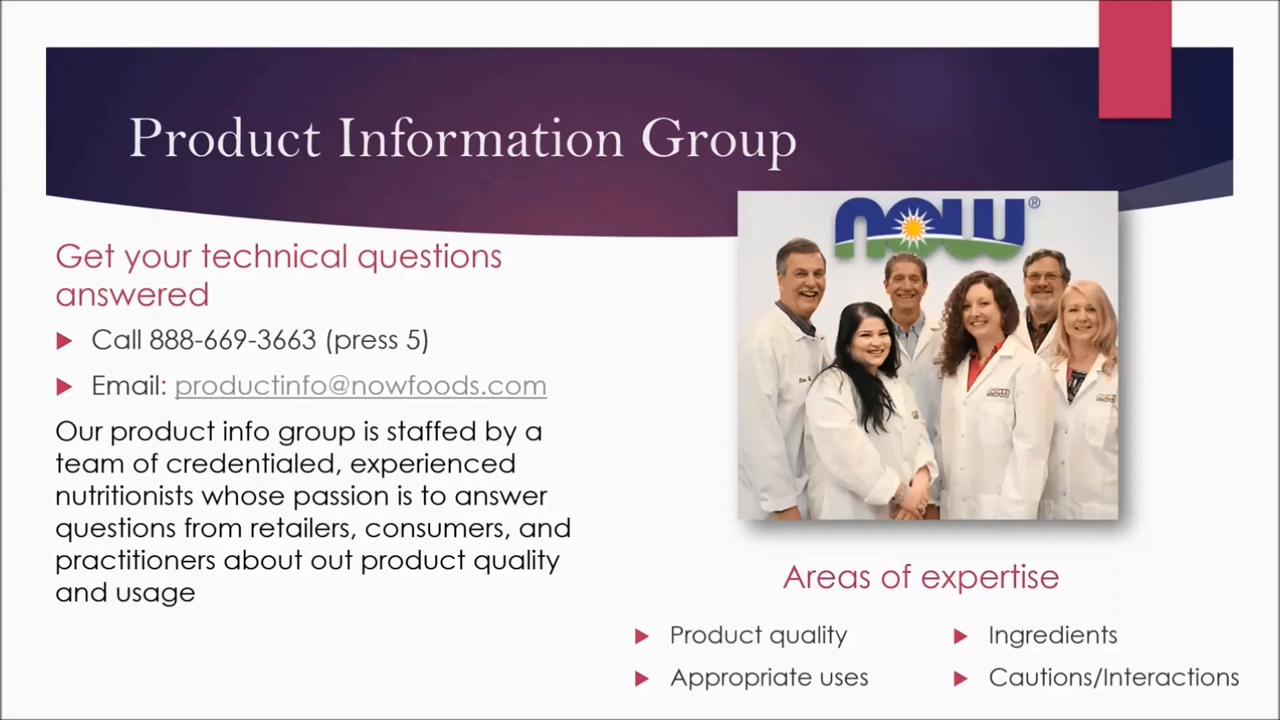 Product Information Group
now®
Get your technical questions
answered
Call 888-669-3663 (press 5)
Email: productinfo@nowfoods.com
Our product info group is staffed by a
team of credentialed, experienced
nutritionists whose passion is to answer
questions from retailers, consumers, and
practitioners about out product quality
and usage
Areas of expertise
Product quality
Appropriate uses
Ingredients
Cautions/Interactions